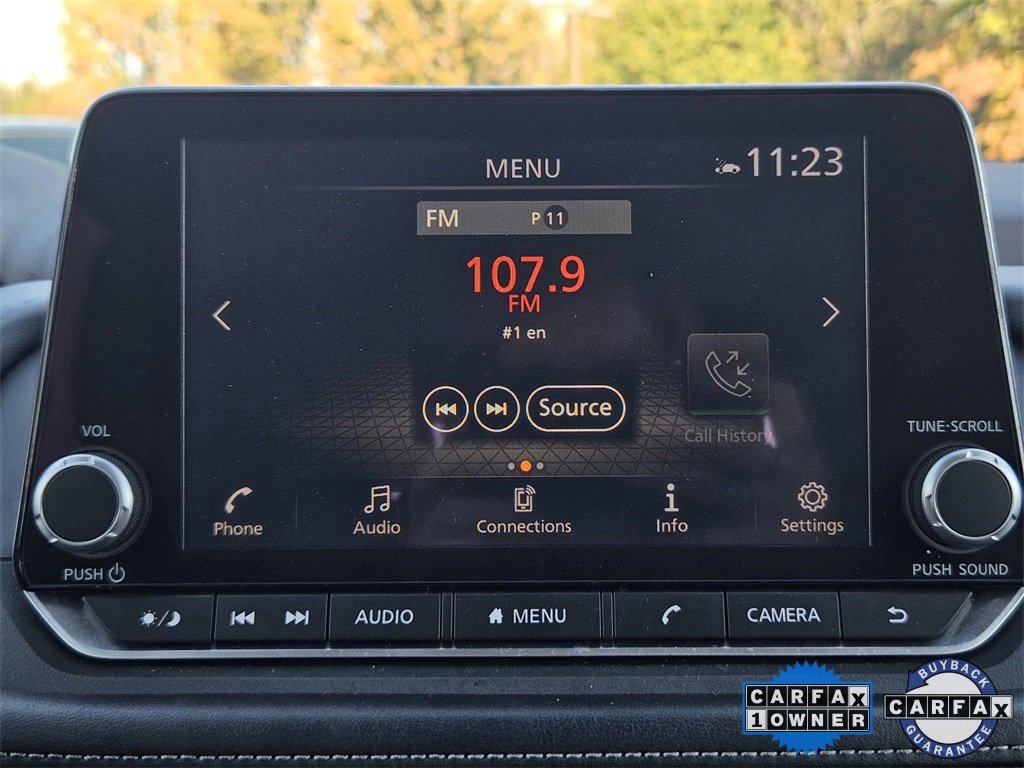 MENU
11:23
FM P 11
107.9
FM
#1 en
Source
Call History
Phone
Audio
Connections
Info
Settings
VOL
PUSH
TUNE·SCROLL
PUSH SOUND
AUDIO
MENU
CAMERA
CARFAX
1 OWNER
BUYBACK
CARFAX
GUARANTEE